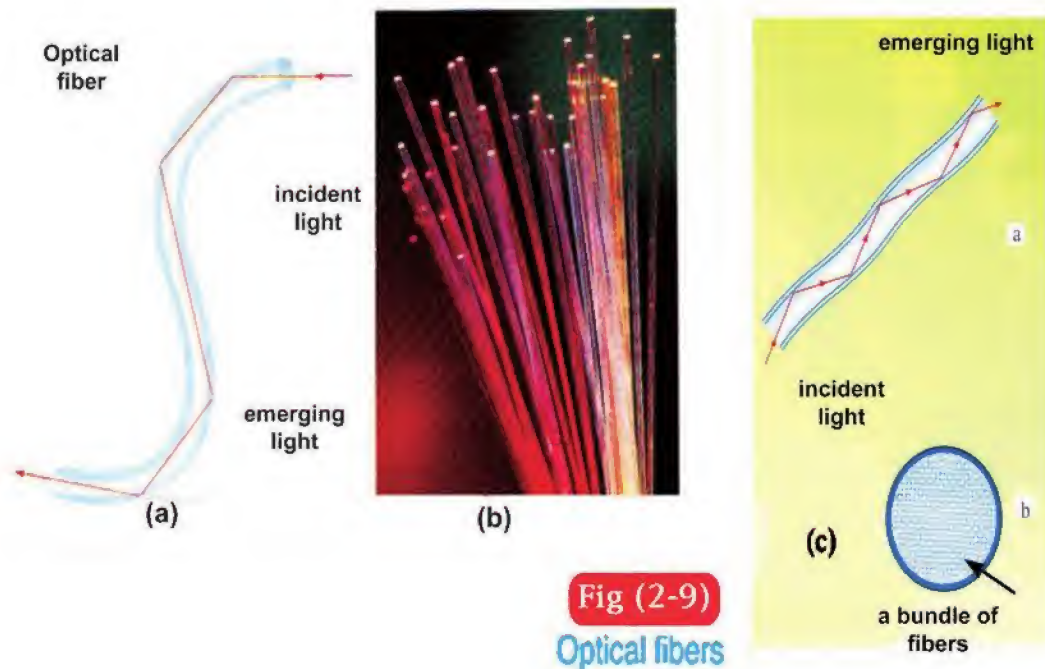 Optical
fiber
incident
light
emerging
light
(a)
(b)
emerging light
a
incident
light
b
(c)
a bundle of
fibers
Fig (2-9)
Optical fibers